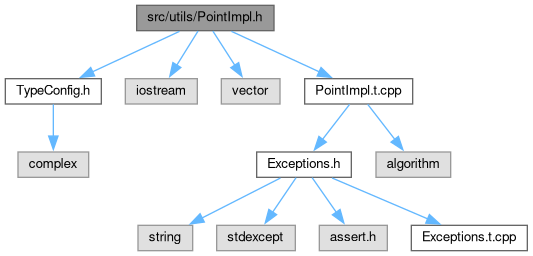 src/utils/PointImpl.h
TypeConfig.h
iostream
vector
PointImpl.t.cpp
complex
Exceptions.h
algorithm
string
stdexcept
assert.h
Exceptions.t.cpp